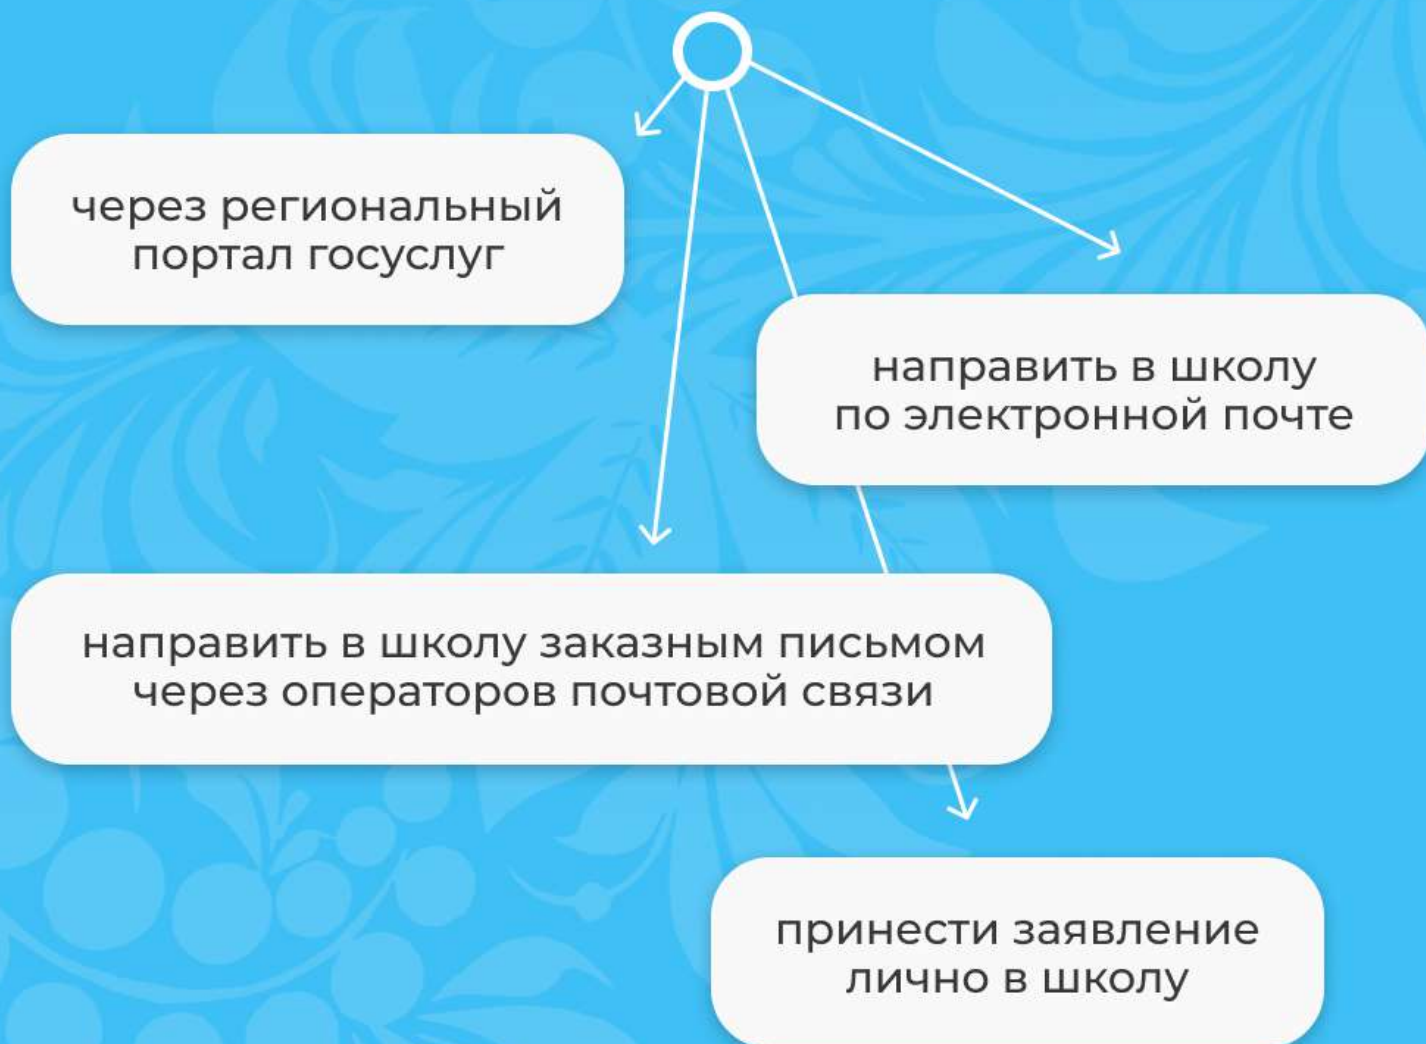 через региональный
портал госуслуг
направить в школу
по электронной почте
направить в школу заказным письмом
через операторов почтовой связи
принести заявление
лично в школу